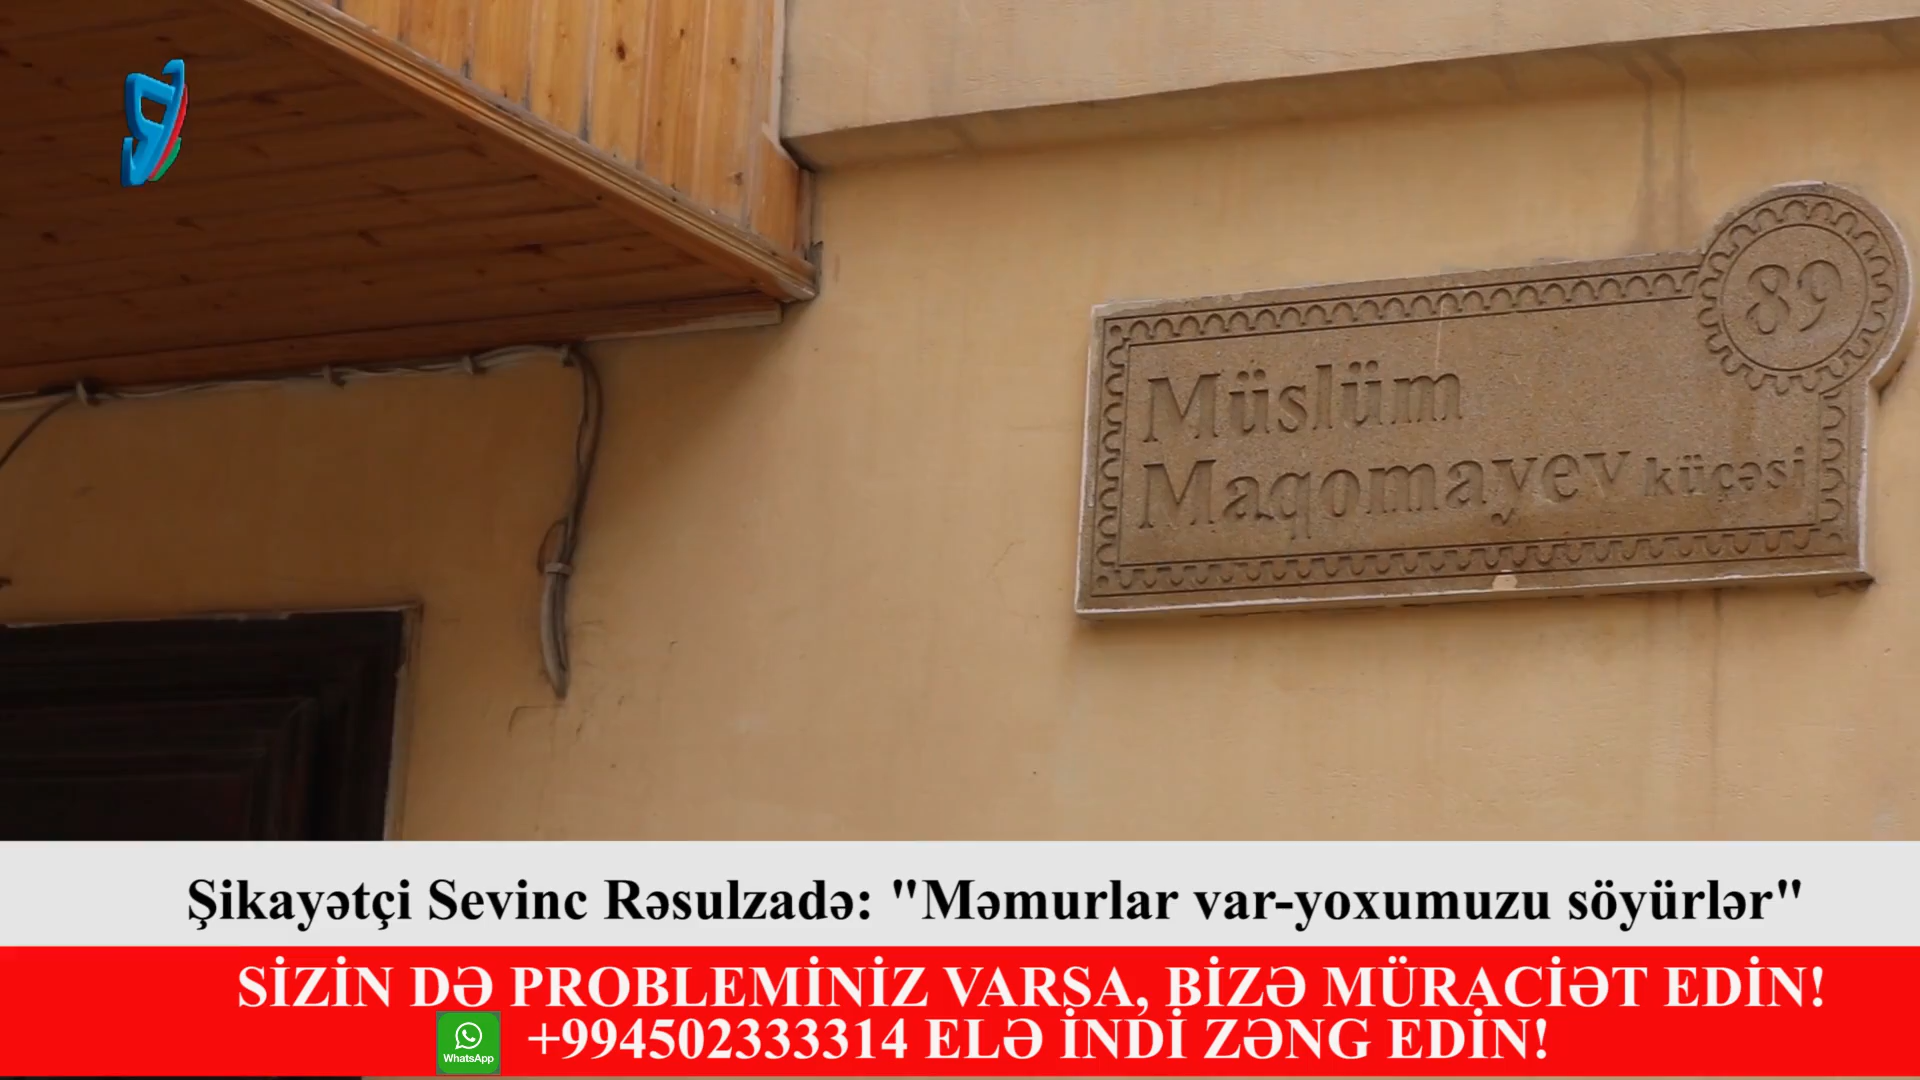 89
Müslüm
Maqomayev küçəsi
Şikayətçi Sevinc Rəsulzadə: "Məmurlar var-yoxumuzu söyürlər"
SİZİN DƏ PROBLEMİNİZ VARSA, BİZƏ MÜRACİƏT EDİN!
WhatsApp +994502333314 ELƏ İNDİ ZƏNG EDİN!